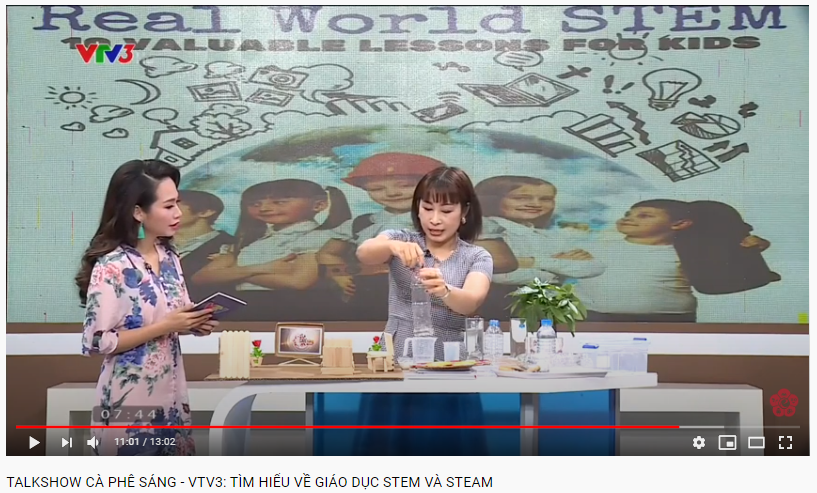 Real World STEM
10 VALUABLE LESSONS FOR KIDS
VTV3
07:44
11:01 / 13:02
TALKSHOW CÀ PHÊ SÁNG - VTV3: TÌM HIỂU VỀ GIÁO DỤC STEM VÀ STEAM